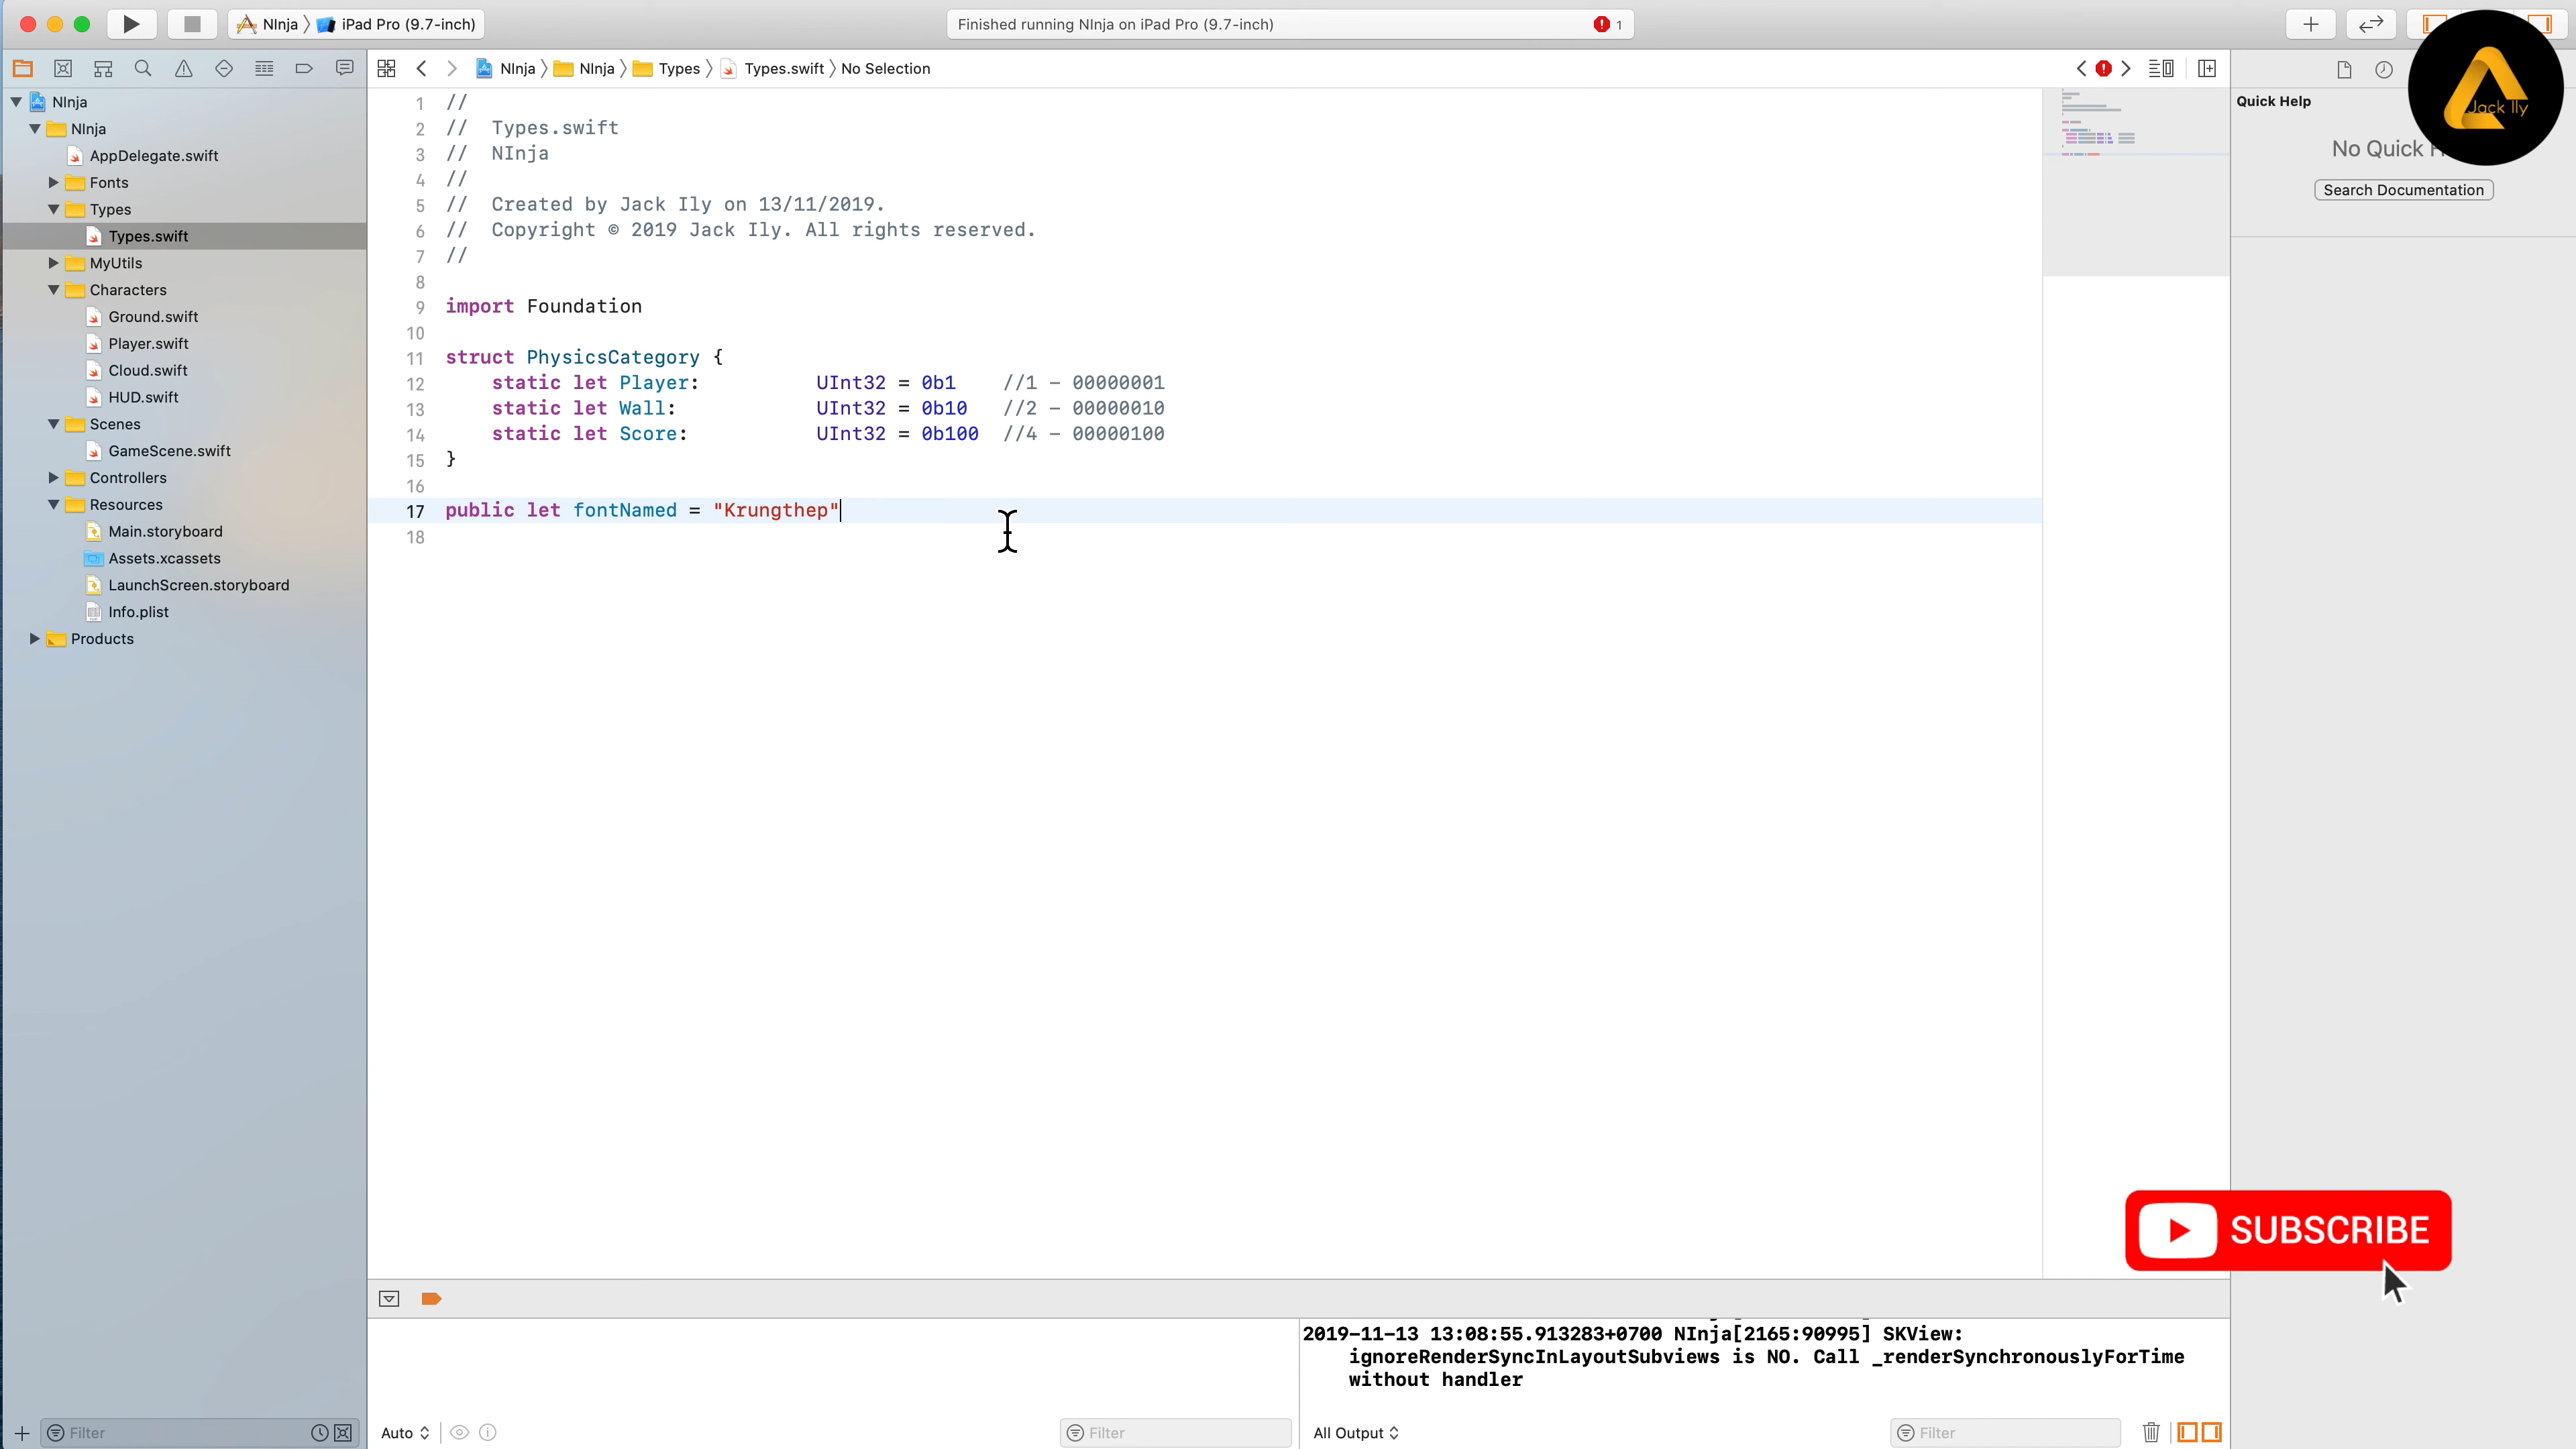 NInja 〉 iPad Pro (9.7-inch)
Finished running NInja on iPad Pro (9.7-inch)
1
NInja 〉 NInja 〉 Types 〉 Types.swift 〉 No Selection
Jack Ily
Quick Help
No Quick
Search Documentation
NInja
NInja
AppDelegate.swift
Fonts
Types
Types.swift
MyUtils
Characters
Ground.swift
Player.swift
Cloud.swift
HUD.swift
Scenes
GameScene.swift
Controllers
Resources
Main.storyboard
Assets.xcassets
LaunchScreen.storyboard
Info.plist
Products
1 //
2 // Types.swift
3 // NInja
4 //
5 // Created by Jack Ily on 13/11/2019.
6 // Copyright © 2019 Jack Ily. All rights reserved.
7 //
8
9 import Foundation
10
11 struct PhysicsCategory {
12 static let Player: UInt32 = 0b1 //1 - 00000001
13 static let Wall: UInt32 = 0b10 //2 - 00000010
14 static let Score: UInt32 = 0b100 //4 - 00000100
15 }
16
17 public let fontNamed = "Krungthep"
18
SUBSCRIBE
2019-11-13 13:08:55.913283+0700 NInja[2165:90995] SKView:
ignoreRenderSyncInLayoutSubviews is NO. Call _renderSynchronouslyForTime
without handler
Filter
Auto
Filter
All Output
Filter